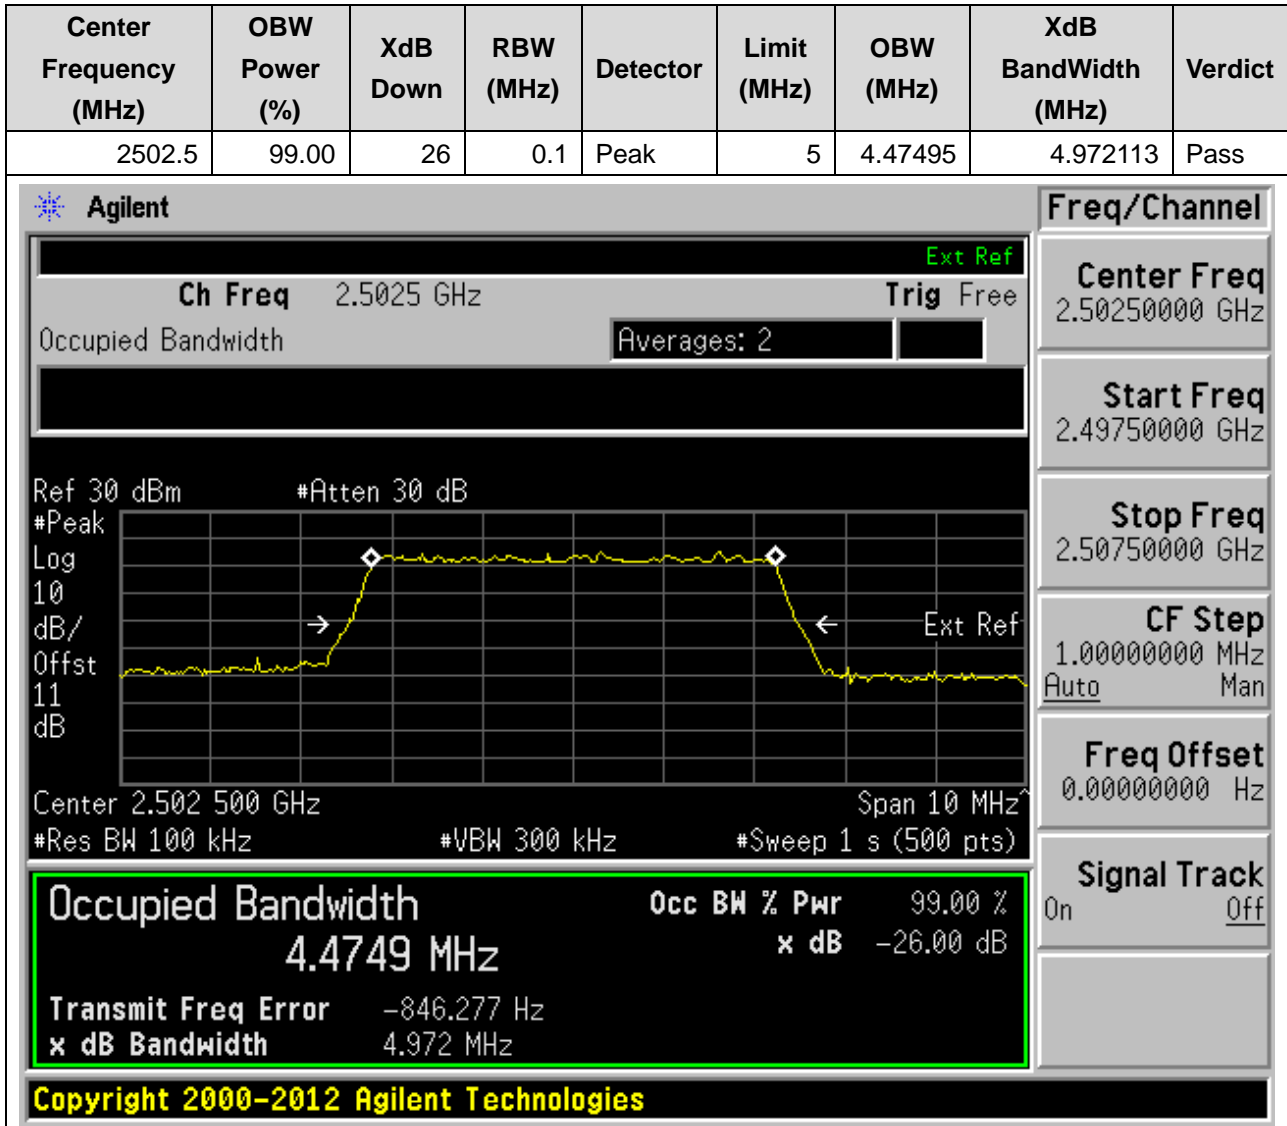 Center Frequency (MHz) OBW Power (%) XdB Down RBW (MHz) Detector Limit (MHz) OBW (MHz) XdB BandWidth (MHz) Verdict
2502.5 99.00 26 0.1 Peak 5 4.47495 4.972113 Pass
Agilent
Freq/Channel
Ext Ref
Ch Freq 2.5025 GHz Trig Free
Occupied Bandwidth Averages: 2
Center Freq
2.50250000 GHz
Start Freq
2.49750000 GHz
Stop Freq
2.50750000 GHz
CF Step
1.00000000 MHz
Auto Man
Freq Offset
0.00000000 Hz
Signal Track
On Off
Ref 30 dBm #Atten 30 dB
#Peak
Log
10
dB/
Offst
11
dB
Ext Ref
Center 2.502 500 GHz Span 10 MHz^
#Res BW 100 kHz #VBW 300 kHz #Sweep 1 s (500 pts)
Occupied Bandwidth
4.4749 MHz
Occ BW % Pwr 99.00 %
x dB -26.00 dB
Transmit Freq Error -846.277 Hz
x dB Bandwidth 4.972 MHz
Copyright 2000-2012 Agilent Technologies